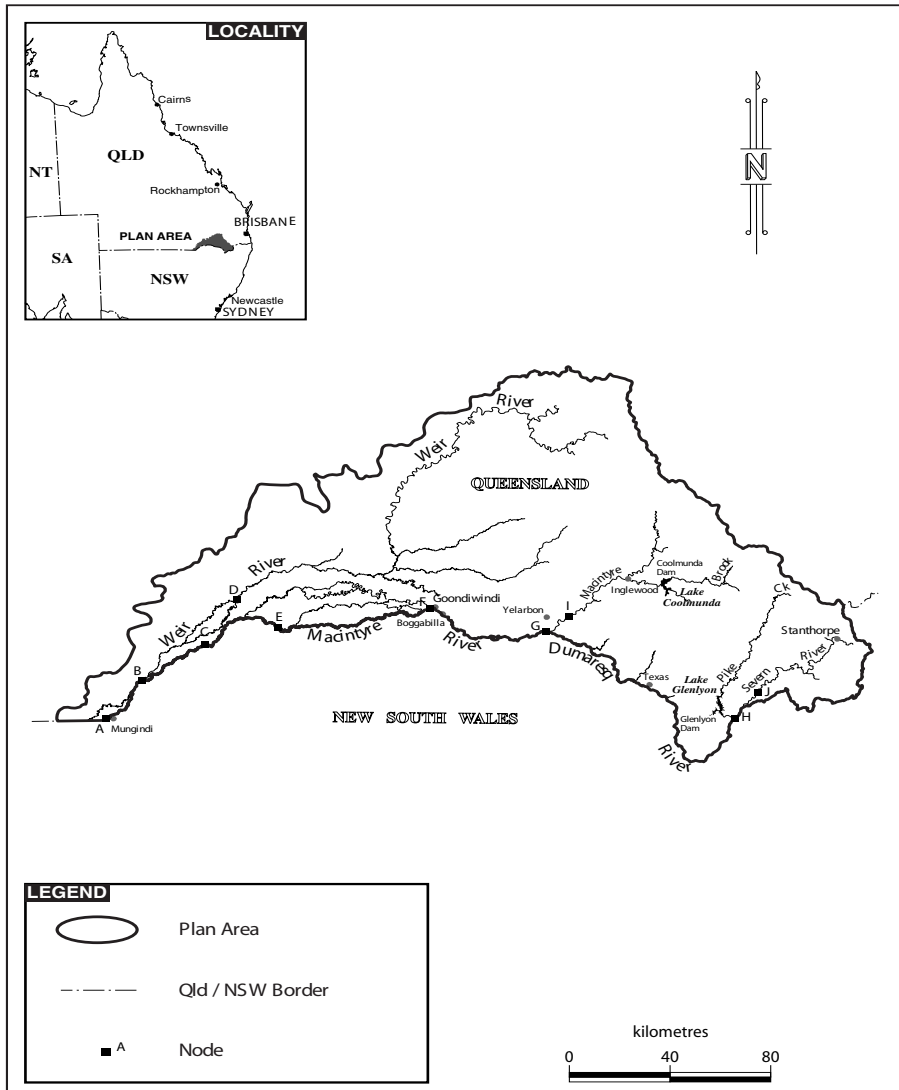 LOCALITY
Cairns
Townsville
QLD
NT
Rockhampton
BRISBANE
PLAN AREA
SA
NSW
Newcastle
SYDNEY
N
River
Weir
QUEENSLAND
River
Weir
D
Macintyre
Coolmunda
Dam
Brook
Inglewood
Lake
Coolmunda
Ck
Goondiwindi
F
Boggabilla
Yelarbon
I
G
E
C
Macintyre
River
Dumaresq
Stanthorpe
River
Severn
Pike
Texas
Lake
Glenlyon
J
B
Glenlyon
Dam
H
A
Mungindi
NEW SOUTH WALES
River
LEGEND
Plan Area
Qld / NSW Border
A
Node
kilometres
0 40 80